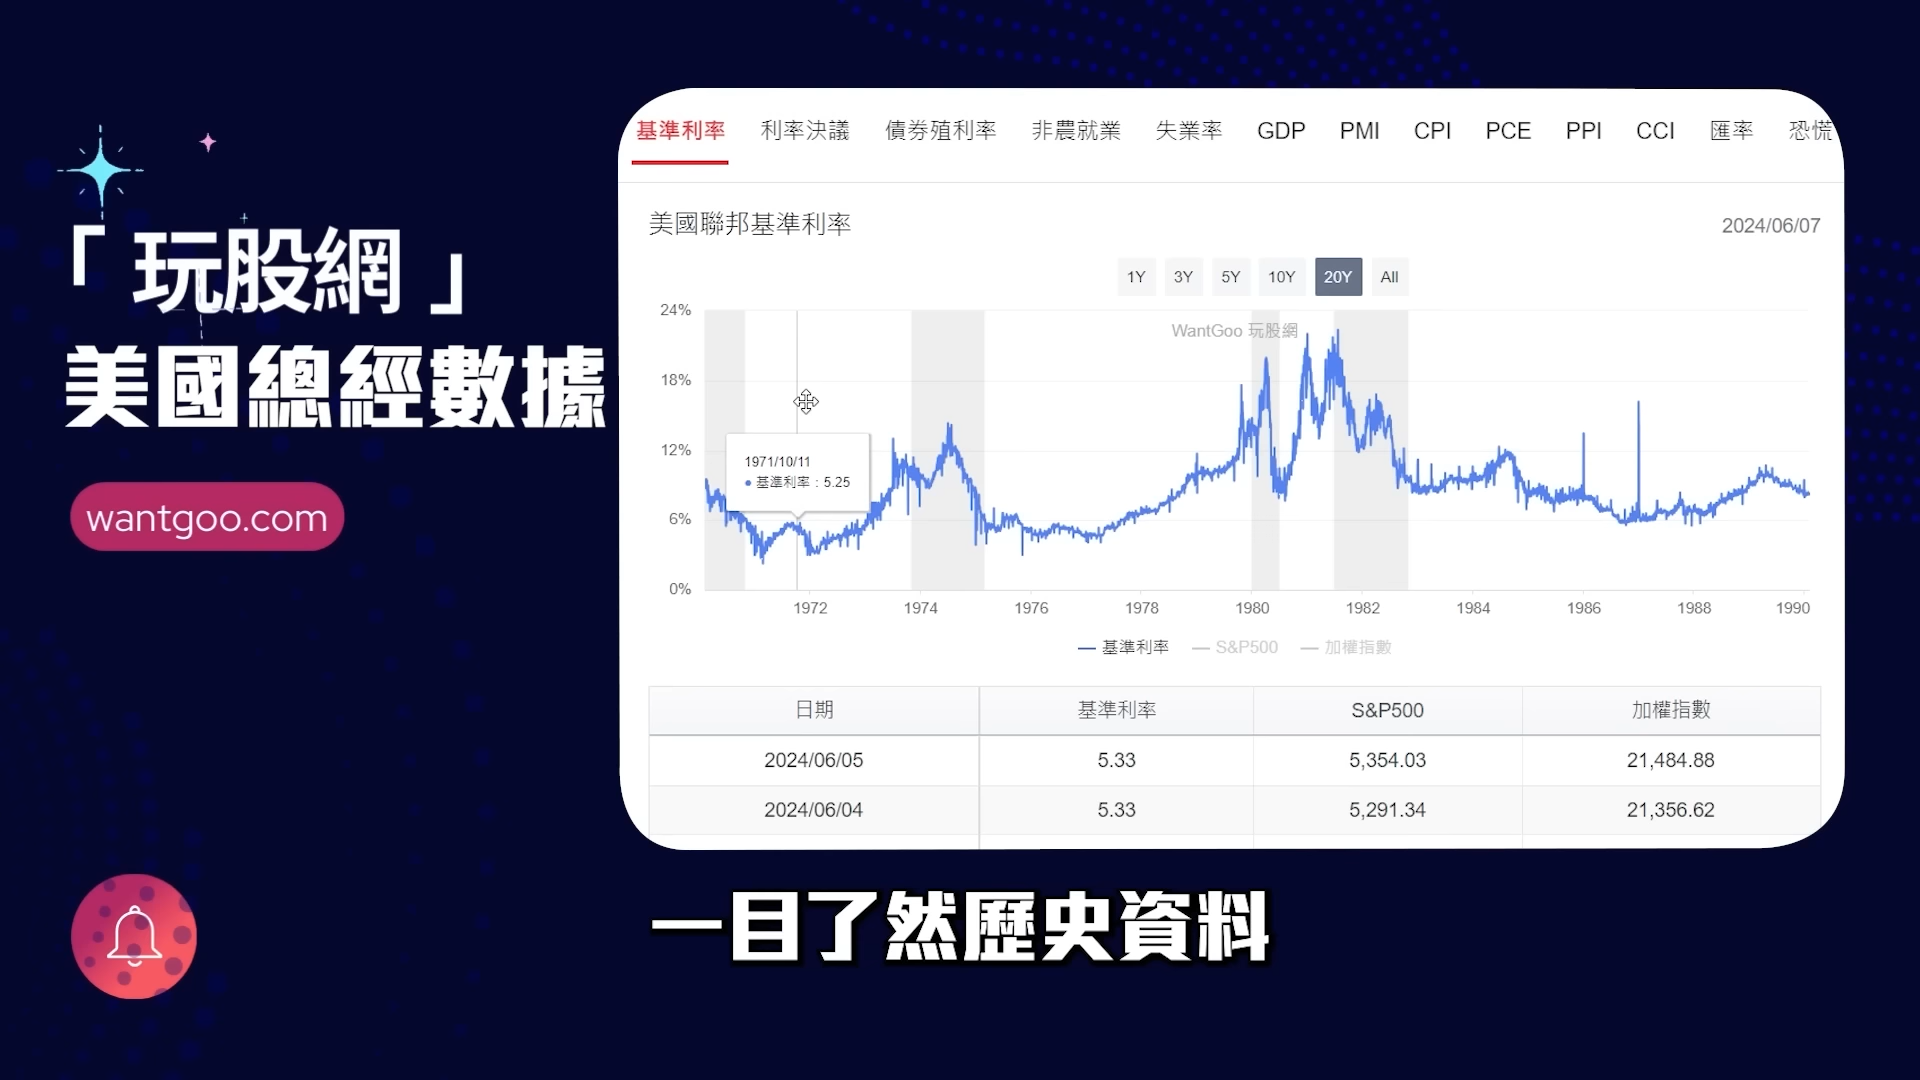 「玩股網」
美國總經數據
wantgoo.com
基準利率 利率決議 債券殖利率 非農就業 失業率 GDP PMI CPI PCE PPI CCI 匯率 恐慌
美國聯邦基準利率
2024/06/07
1Y 3Y 5Y 10Y 20Y All
WantGoo 玩股網
24%
18%
12%
6%
0%
1971/10/11
基準利率:5.25
1972 1974 1976 1978 1980 1982 1984 1986 1988 1990
基準利率 S&P500 加權指數
日期 基準利率 S&P500 加權指數
2024/06/05 5.33 5,354.03 21,484.88
2024/06/04 5.33 5,291.34 21,356.62
一目了然歷史資料